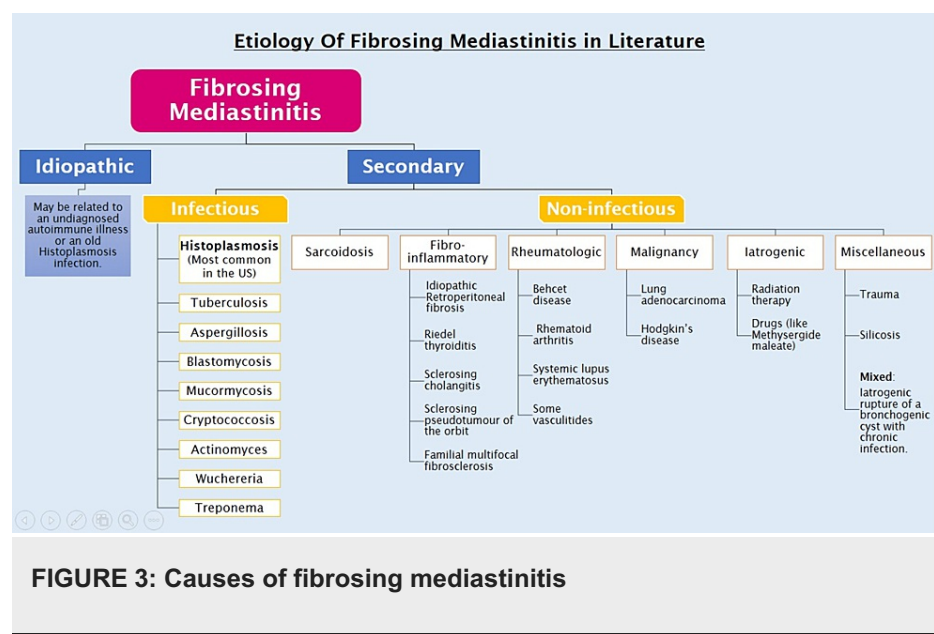 Etiology Of Fibrosing Mediastinitis in Literature
Fibrosing
Mediastinitis
Idiopathic
Secondary
May be related to
an undiagnosed
autoimmune illness
or an old
Histoplasmosis
infection.
Infectious
Non-infectious
Histoplasmosis
(Most common
in the US)
Tuberculosis
Aspergillosis
Blastomycosis
Mucormycosis
Cryptococcosis
Actinomyces
Wuchereria
Treponema
Sarcoidosis
Fibro-
inflammatory
Idiopathic
Retroperitoneal
fibrosis
Riedel
thyroiditis
Sclerosing
cholangitis
Sclerosing
pseudotumour of
the orbit
Familial multifocal
fibrosclerosis
Rheumatologic
Behcet
disease
Rhematoid
arthritis
Systemic lupus
erythematosus
Some
vasculitides
Malignancy
Lung
adenocarcinoma
Hodgkin's
disease
Iatrogenic
Radiation
therapy
Drugs (like
Methysergide
maleate)
Miscellaneous
Trauma
Silicosis
Mixed:
Iatrogenic
rupture of a
bronchogenic
cyst with
chronic
infection.
FIGURE 3: Causes of fibrosing mediastinitis